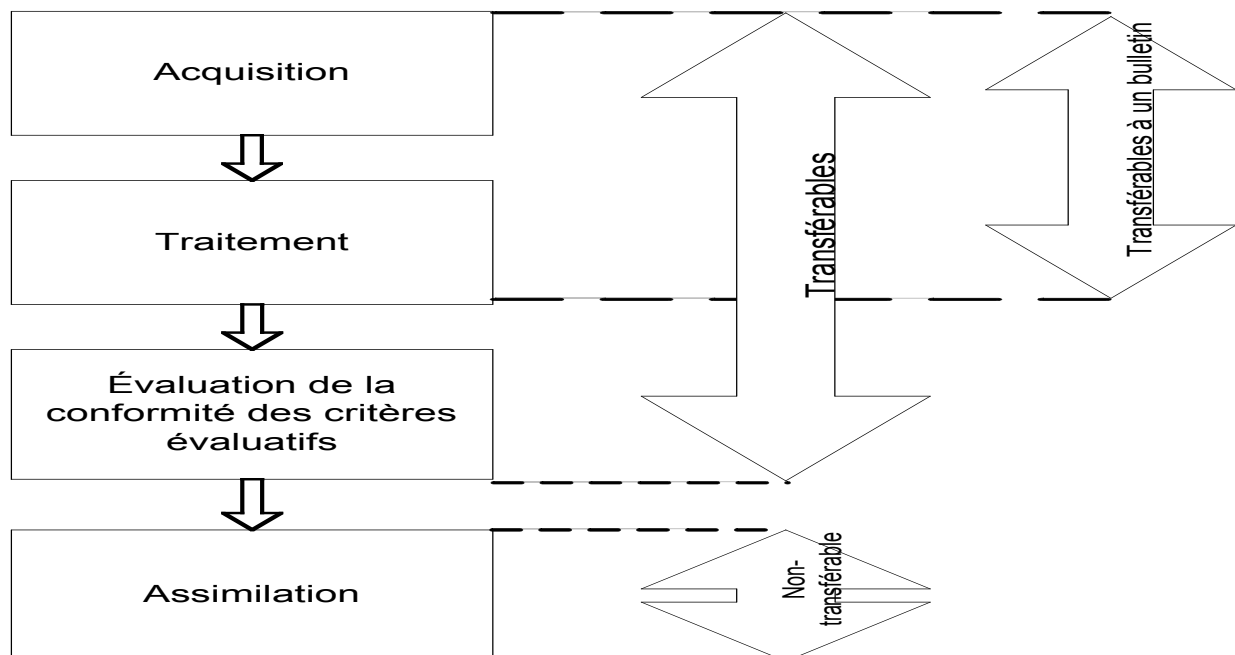 Acquisition
Traitement
Évaluation de la
conformité des critères
évaluatifs
Assimilation
Transférables
Transférables à un bulletin
Non-
transférable